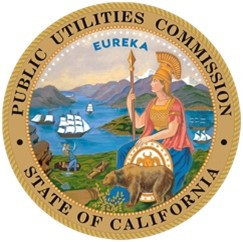 PUBLIC UTILITIES COMMISSION
EUREKA
STATE OF CALIFORNIA